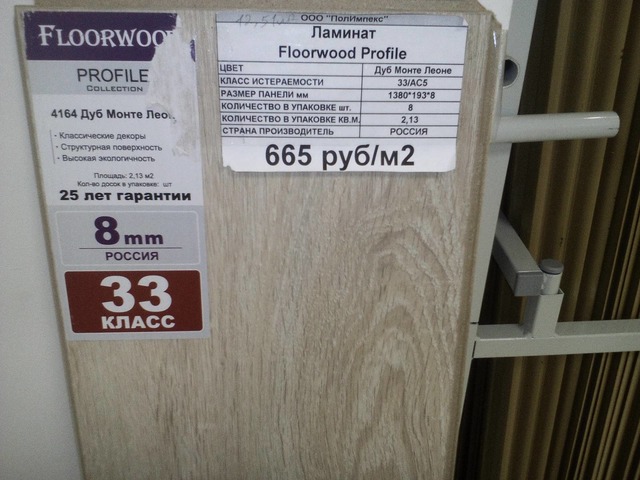 FLOORWOOD
PROFILE
COLLECTION
4164 Дуб Монте Леоне
- Классические декоры
- Структурная поверхность
- Высокая экологичность
Площадь: 2,13 м2
Кол-во досок в упаковке: шт
25 лет гарантии
8 mm
РОССИЯ
33
КЛАСС
ООО "ПолИмпекс"
Ламинат
Floorwood Profile
ЦВЕТ Дуб Монте Леоне
КЛАСС ИСТЕРАЕМОСТИ 33/АС5
РАЗМЕР ПАНЕЛИ мм 1380*193*8
КОЛИЧЕСТВО В УПАКОВКЕ шт. 8
КОЛИЧЕСТВО В УПАКОВКЕ КВ.М. 2,13
СТРАНА ПРОИЗВОДИТЕЛЬ РОССИЯ
665 руб/м2